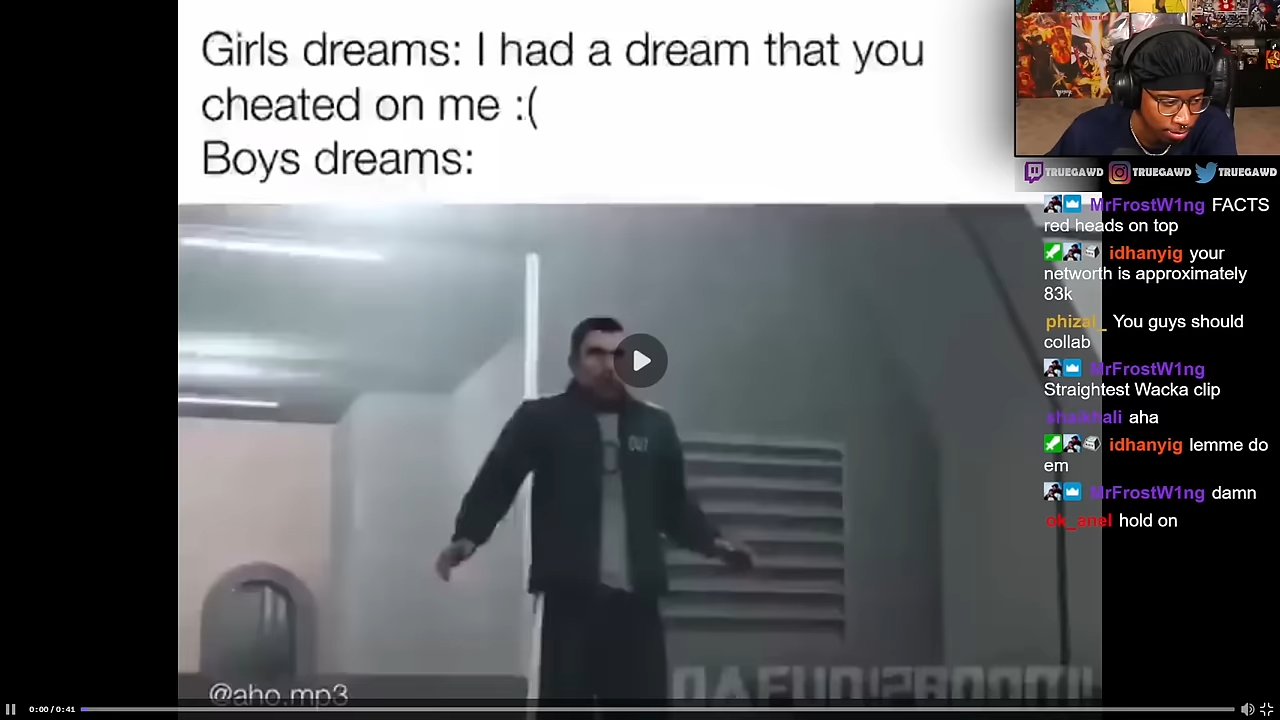 Girls dreams: I had a dream that you
cheated on me :(
Boys dreams:
TRUEGAWD TRUEGAWD TRUEGAWD
MrFrostW1ng FACTS
red heads on top
idhanyig your
networth is approximately
83k
phizal_ You guys should
collab
MrFrostW1ng
Straightest Wacka clip
shaikhali aha
idhanyig lemme do
em
MrFrostW1ng damn
ok_anel hold on
@aho.mp3
0:00 / 0:41